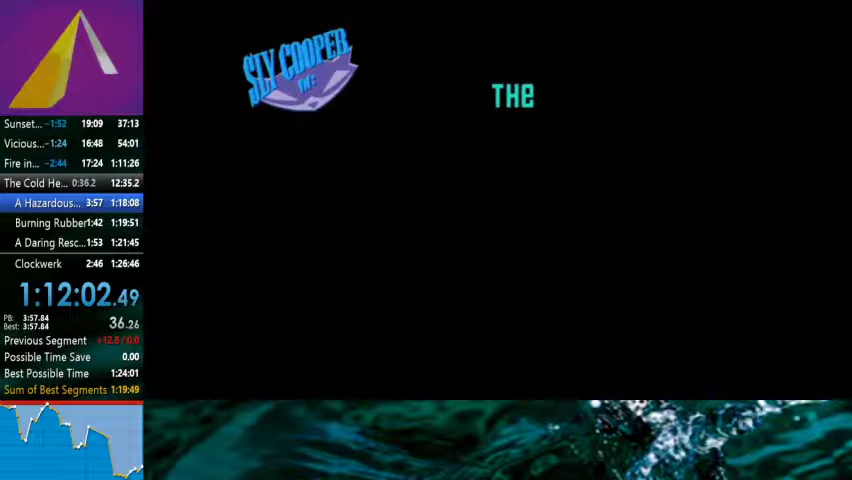 SLY COOPER
IN:
THE
Sunset... -1:52 19:09 37:13
Vicious... -1:24 16:48 54:01
Fire in... -2:44 17:24 1:11:26
The Cold He... 0:36.2 12:35.2
A Hazardous... 3:57 1:18:08
Burning Rubber 1:42 1:19:51
A Daring Resc... 1:53 1:21:45
Clockwerk 2:46 1:26:46
1:12:02.49
PB: 3:57.84
Best: 3:57.84
36.26
Previous Segment +12.8 / 0.0
Possible Time Save 0.00
Best Possible Time 1:24:01
Sum of Best Segments 1:19:49